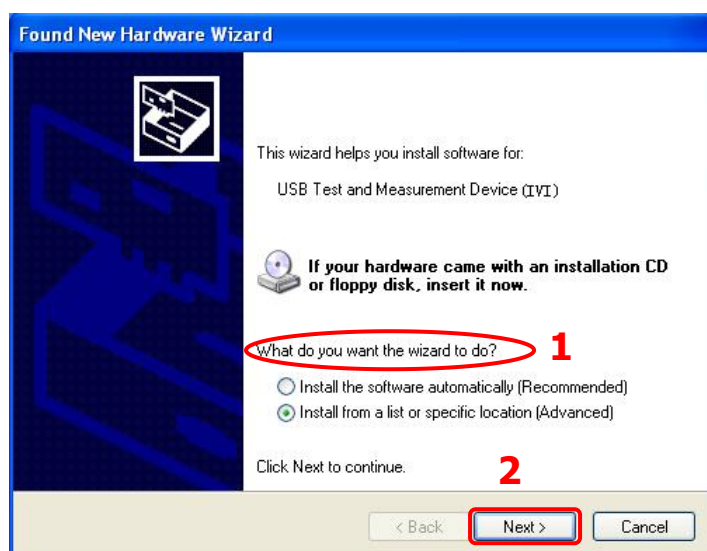 Found New Hardware Wizard
This wizard helps you install software for:
USB Test and Measurement Device (IVI)
If your hardware came with an installation CD
or floppy disk, insert it now.
What do you want the wizard to do? 1
Install the software automatically (Recommended)
Install from a list or specific location (Advanced)
Click Next to continue. 2
< Back Next > Cancel